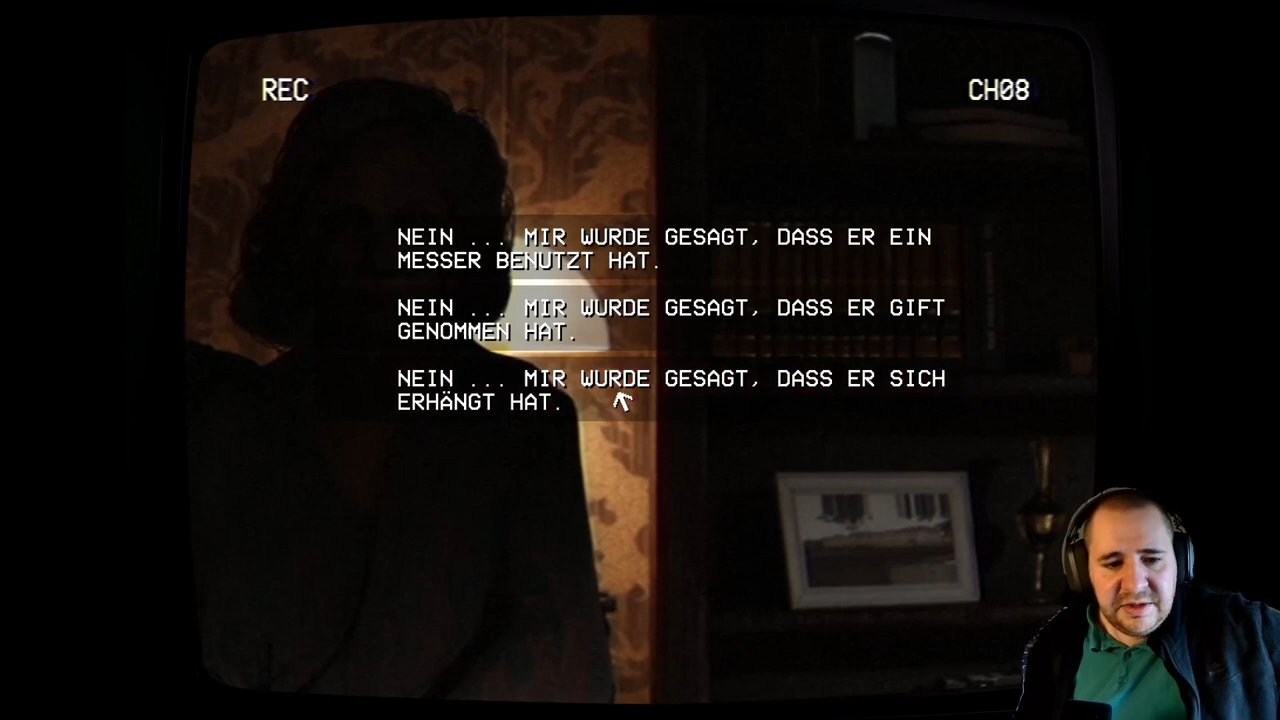 REC
CH08
NEIN ... MIR WURDE GESAGT, DASS ER EIN
MESSER BENUTZT HAT.
NEIN ... MIR WURDE GESAGT, DASS ER GIFT
GENOMMEN HAT.
NEIN ... MIR WURDE GESAGT, DASS ER SICH
ERHÄNGT HAT.